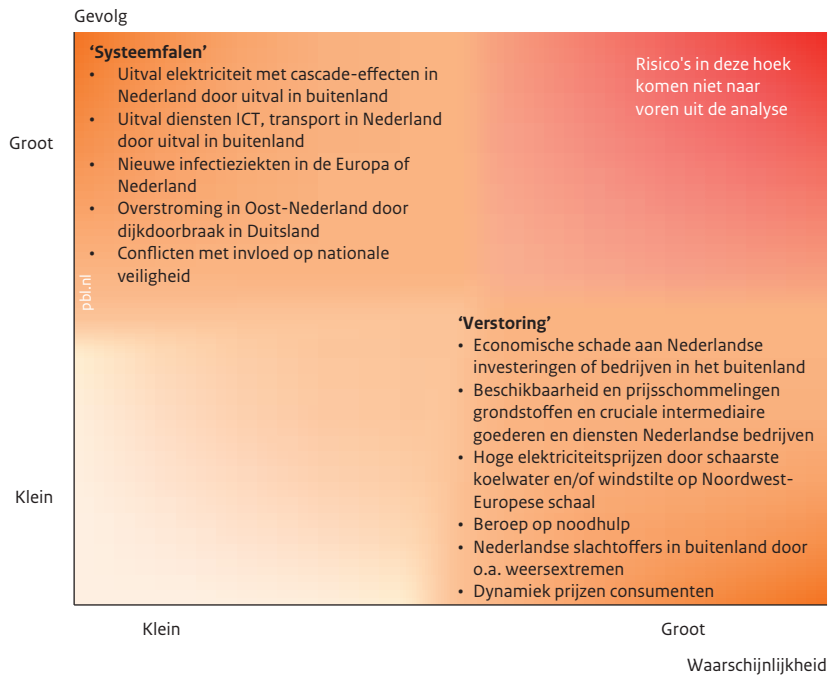 Gevolg
‘Systeemfalen’
• Uitval elektriciteit met cascade-effecten in
Nederland door uitval in buitenland
• Uitval diensten ICT, transport in Nederland
door uitval in buitenland
• Nieuwe infectieziekten in de Europa of
Nederland
• Overstroming in Oost-Nederland door
dijkdoorbraak in Duitsland
• Conflicten met invloed op nationale
veiligheid
Risico's in deze hoek
komen niet naar
voren uit de analyse
Groot
pbl.nl
‘Verstoring’
• Economische schade aan Nederlandse
investeringen of bedrijven in het buitenland
• Beschikbaarheid en prijsschommelingen
grondstoffen en cruciale intermediaire
goederen en diensten Nederlandse bedrijven
• Hoge elektriciteitsprijzen door schaarste
koelwater en/of windstilte op Noordwest-
Europese schaal
• Beroep op noodhulp
• Nederlandse slachtoffers in buitenland door
o.a. weersextremen
• Dynamiek prijzen consumenten
Klein
Klein
Groot
Waarschijnlijkheid